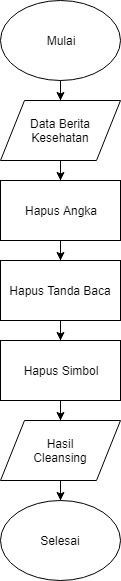 Mulai
Data Berita
Kesehatan
Hapus Angka
Hapus Tanda Baca
Hapus Simbol
Hasil
Cleansing
Selesai